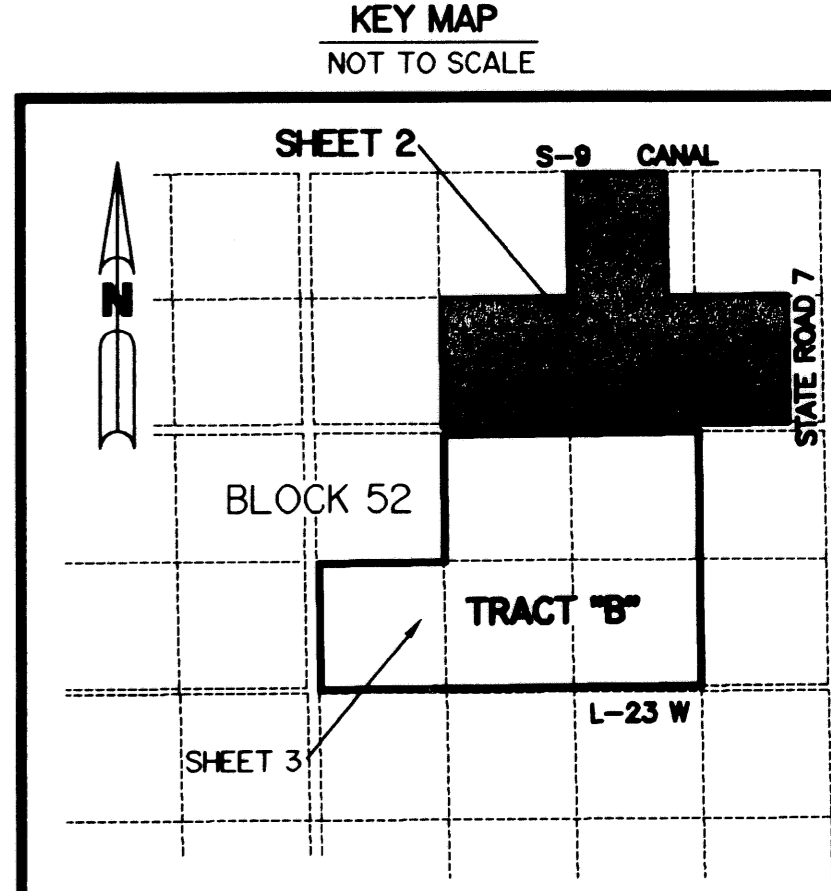 KEY MAP
NOT TO SCALE
SHEET 2
S-9 CANAL
N
STATE ROAD 7
BLOCK 52
TRACT "B"
L-23 W
SHEET 3